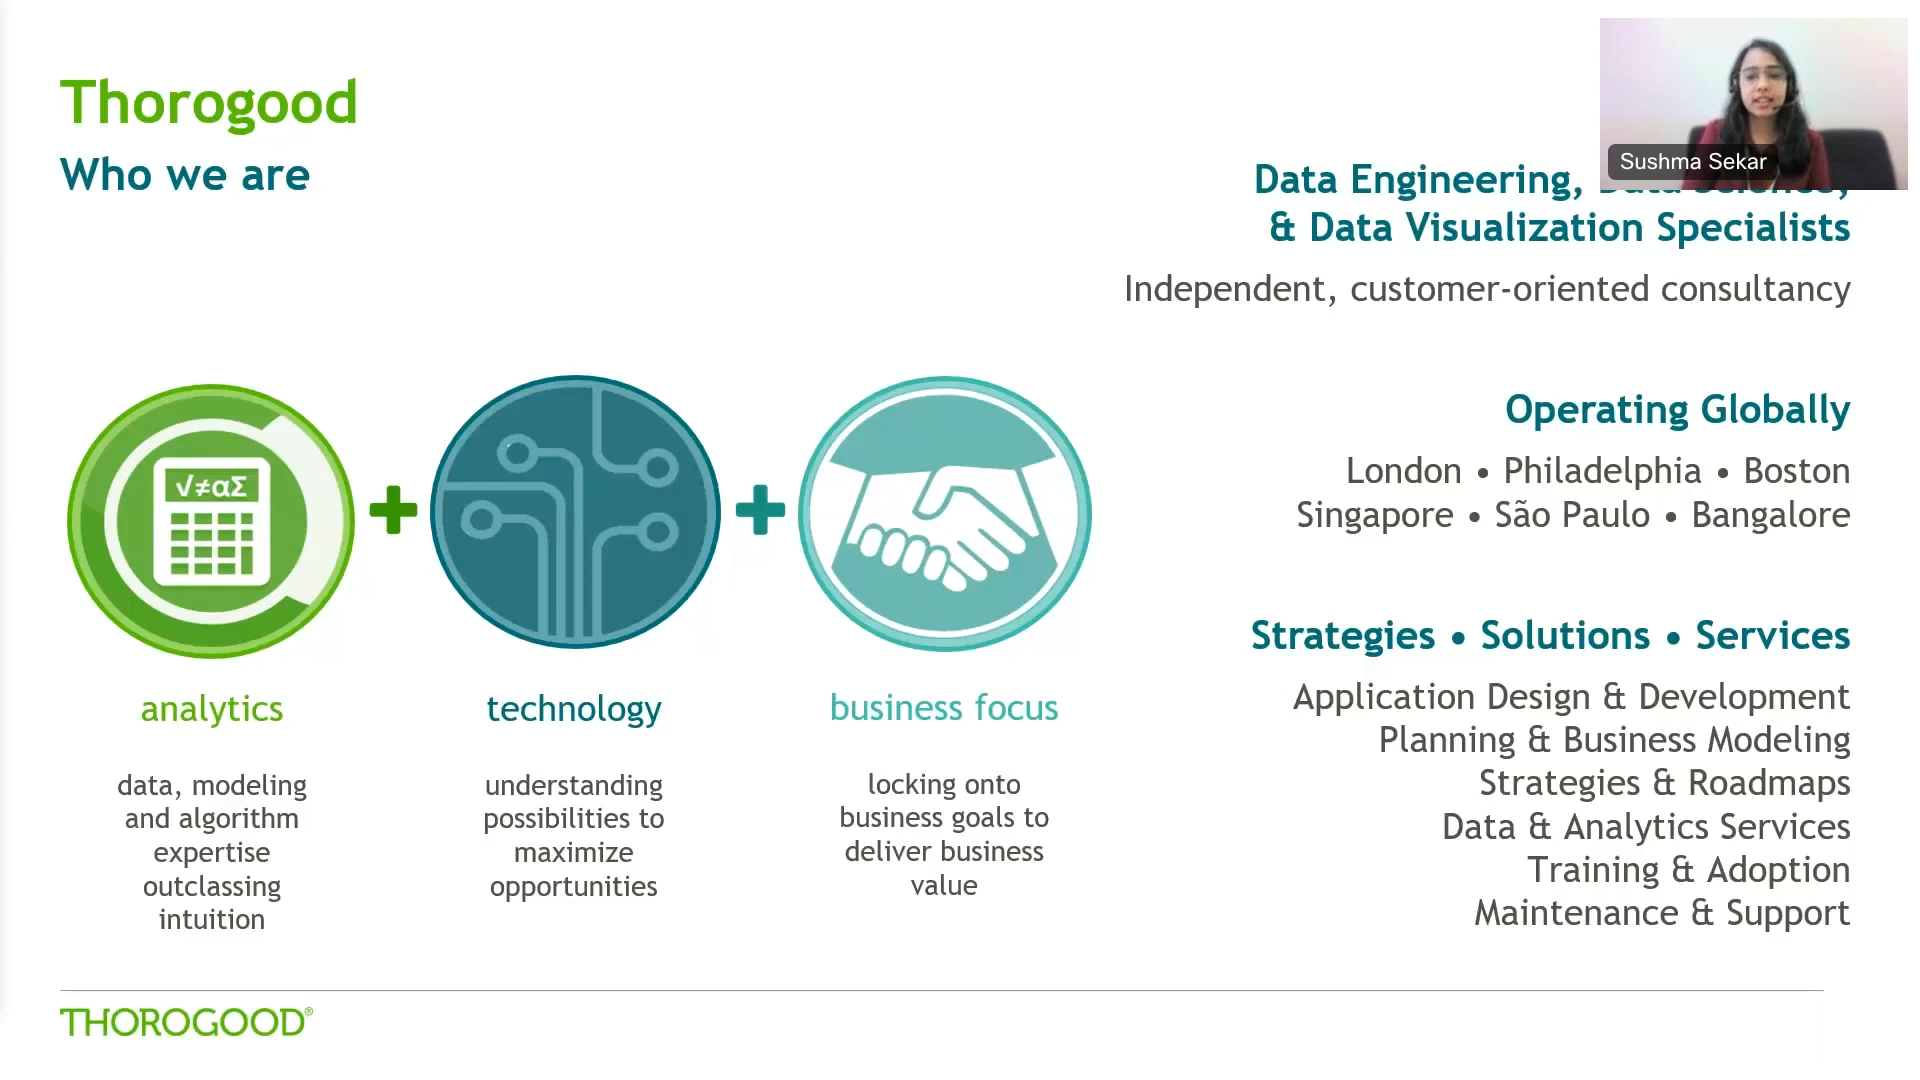 Thorogood
Who we are
Sushma Sekar
Data Engineering,
& Data Visualization Specialists
Independent, customer-oriented consultancy
Operating Globally
London • Philadelphia • Boston
Singapore • São Paulo • Bangalore
Strategies • Solutions • Services
Application Design & Development
Planning & Business Modeling
Strategies & Roadmaps
Data & Analytics Services
Training & Adoption
Maintenance & Support
√≠αΣ
analytics
data, modeling
and algorithm
expertise
outclassing
intuition
technology
understanding
possibilities to
maximize
opportunities
business focus
locking onto
business goals to
deliver business
value
THOROGOOD®